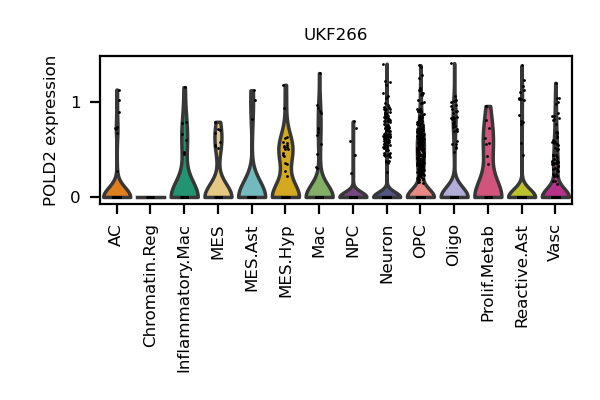 UKF266
POLD2 expression
1
0
AC
Chromatin.Reg
Inflammatory.Mac
MES
MES.Ast
MES.Hyp
Mac
NPC
Neuron
OPC
Oligo
Prolif.Metab
Reactive.Ast
Vasc